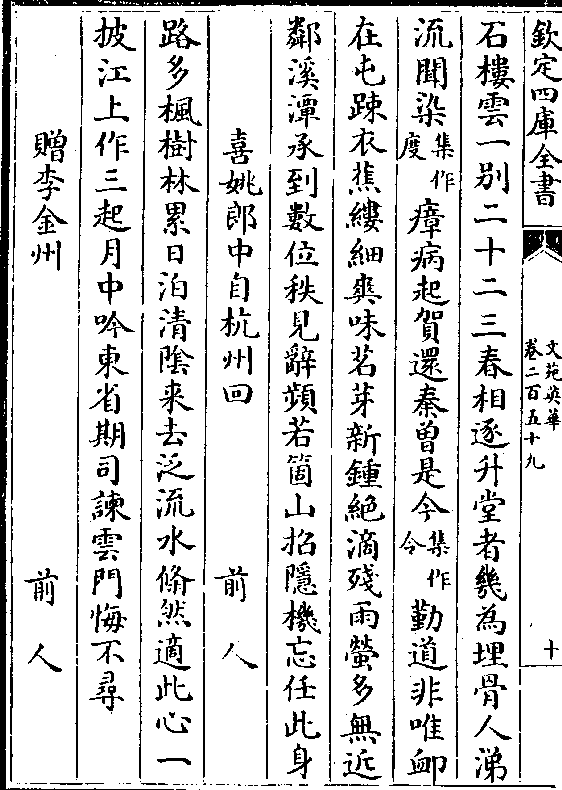 欽定四庫全書
文苑英華
卷二百五十九
十
石樓雲一别二十二三春相逐升堂者幾為埋骨人涕
流聞染集作度瘴病起賀還秦曽是今集作令勤道非唯衈
在屯踈衣蕉縷細爽味茗芽新鍾絶滴殘雨螢多無近
鄰溪潭承到數位秩見辭頻若箇山招隱機忘任此身
喜姚郎中自杭州回　前人
路多楓樹林累日泊清陰来去泛流水翛然適此心一
披江上作三起月中吟東省期司諫雲門悔不尋
贈李金州　前人